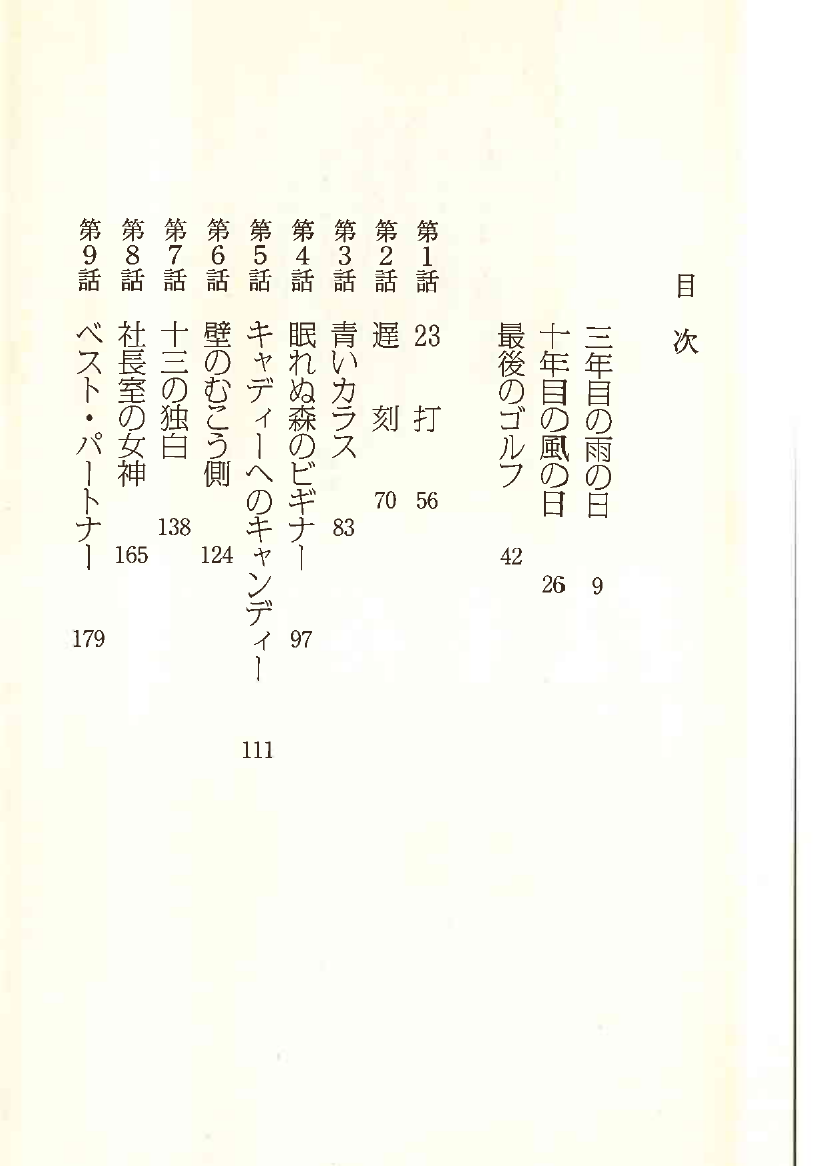 目次
三年目の雨の日 9
十年目の風の日 26
最後のゴルフ 42
第1話 23打 56
第2話 遅刻 70
第3話 青いカラス 83
第4話 眠れぬ森のビギナー 97
第5話 キャディーへのキャンディー 111
第6話 壁のむこう側 124
第7話 十三の独白 138
第8話 社長室の女神 165
第9話 ベスト・パートナー 179